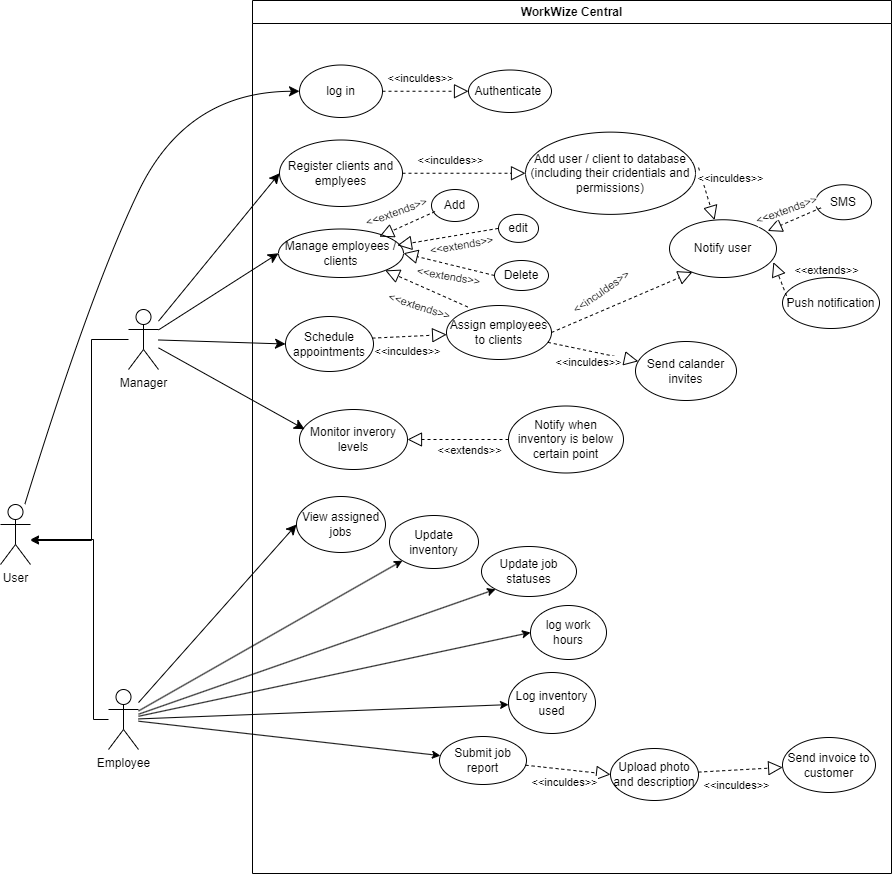 WorkWize Central
log in
<<inculdes>>
Authenticate
Register clients and
emplyees
<<inculdes>>
Add user / client to database
(including their cridentials and
permissions)
<<inculdes>>
Notify user
<<extends>>
SMS
<<extends>>
Push notification
Manage employees /
clients
<<extends>>
Add
<<extends>>
edit
<<extends>>
Delete
<<extends>>
Schedule
appointments
<<inculdes>>
Assign employees
to clients
<<inculdes>>
<<inculdes>>
Send calander
invites
Manager
Monitor inverory
levels
<<extends>>
Notify when
inventory is below
certain point
User
View assigned
jobs
Update
inventory
Update job
statuses
log work
hours
Log inventory
used
Employee
Submit job
report
<<inculdes>>
Upload photo
and description
<<inculdes>>
Send invoice to
customer